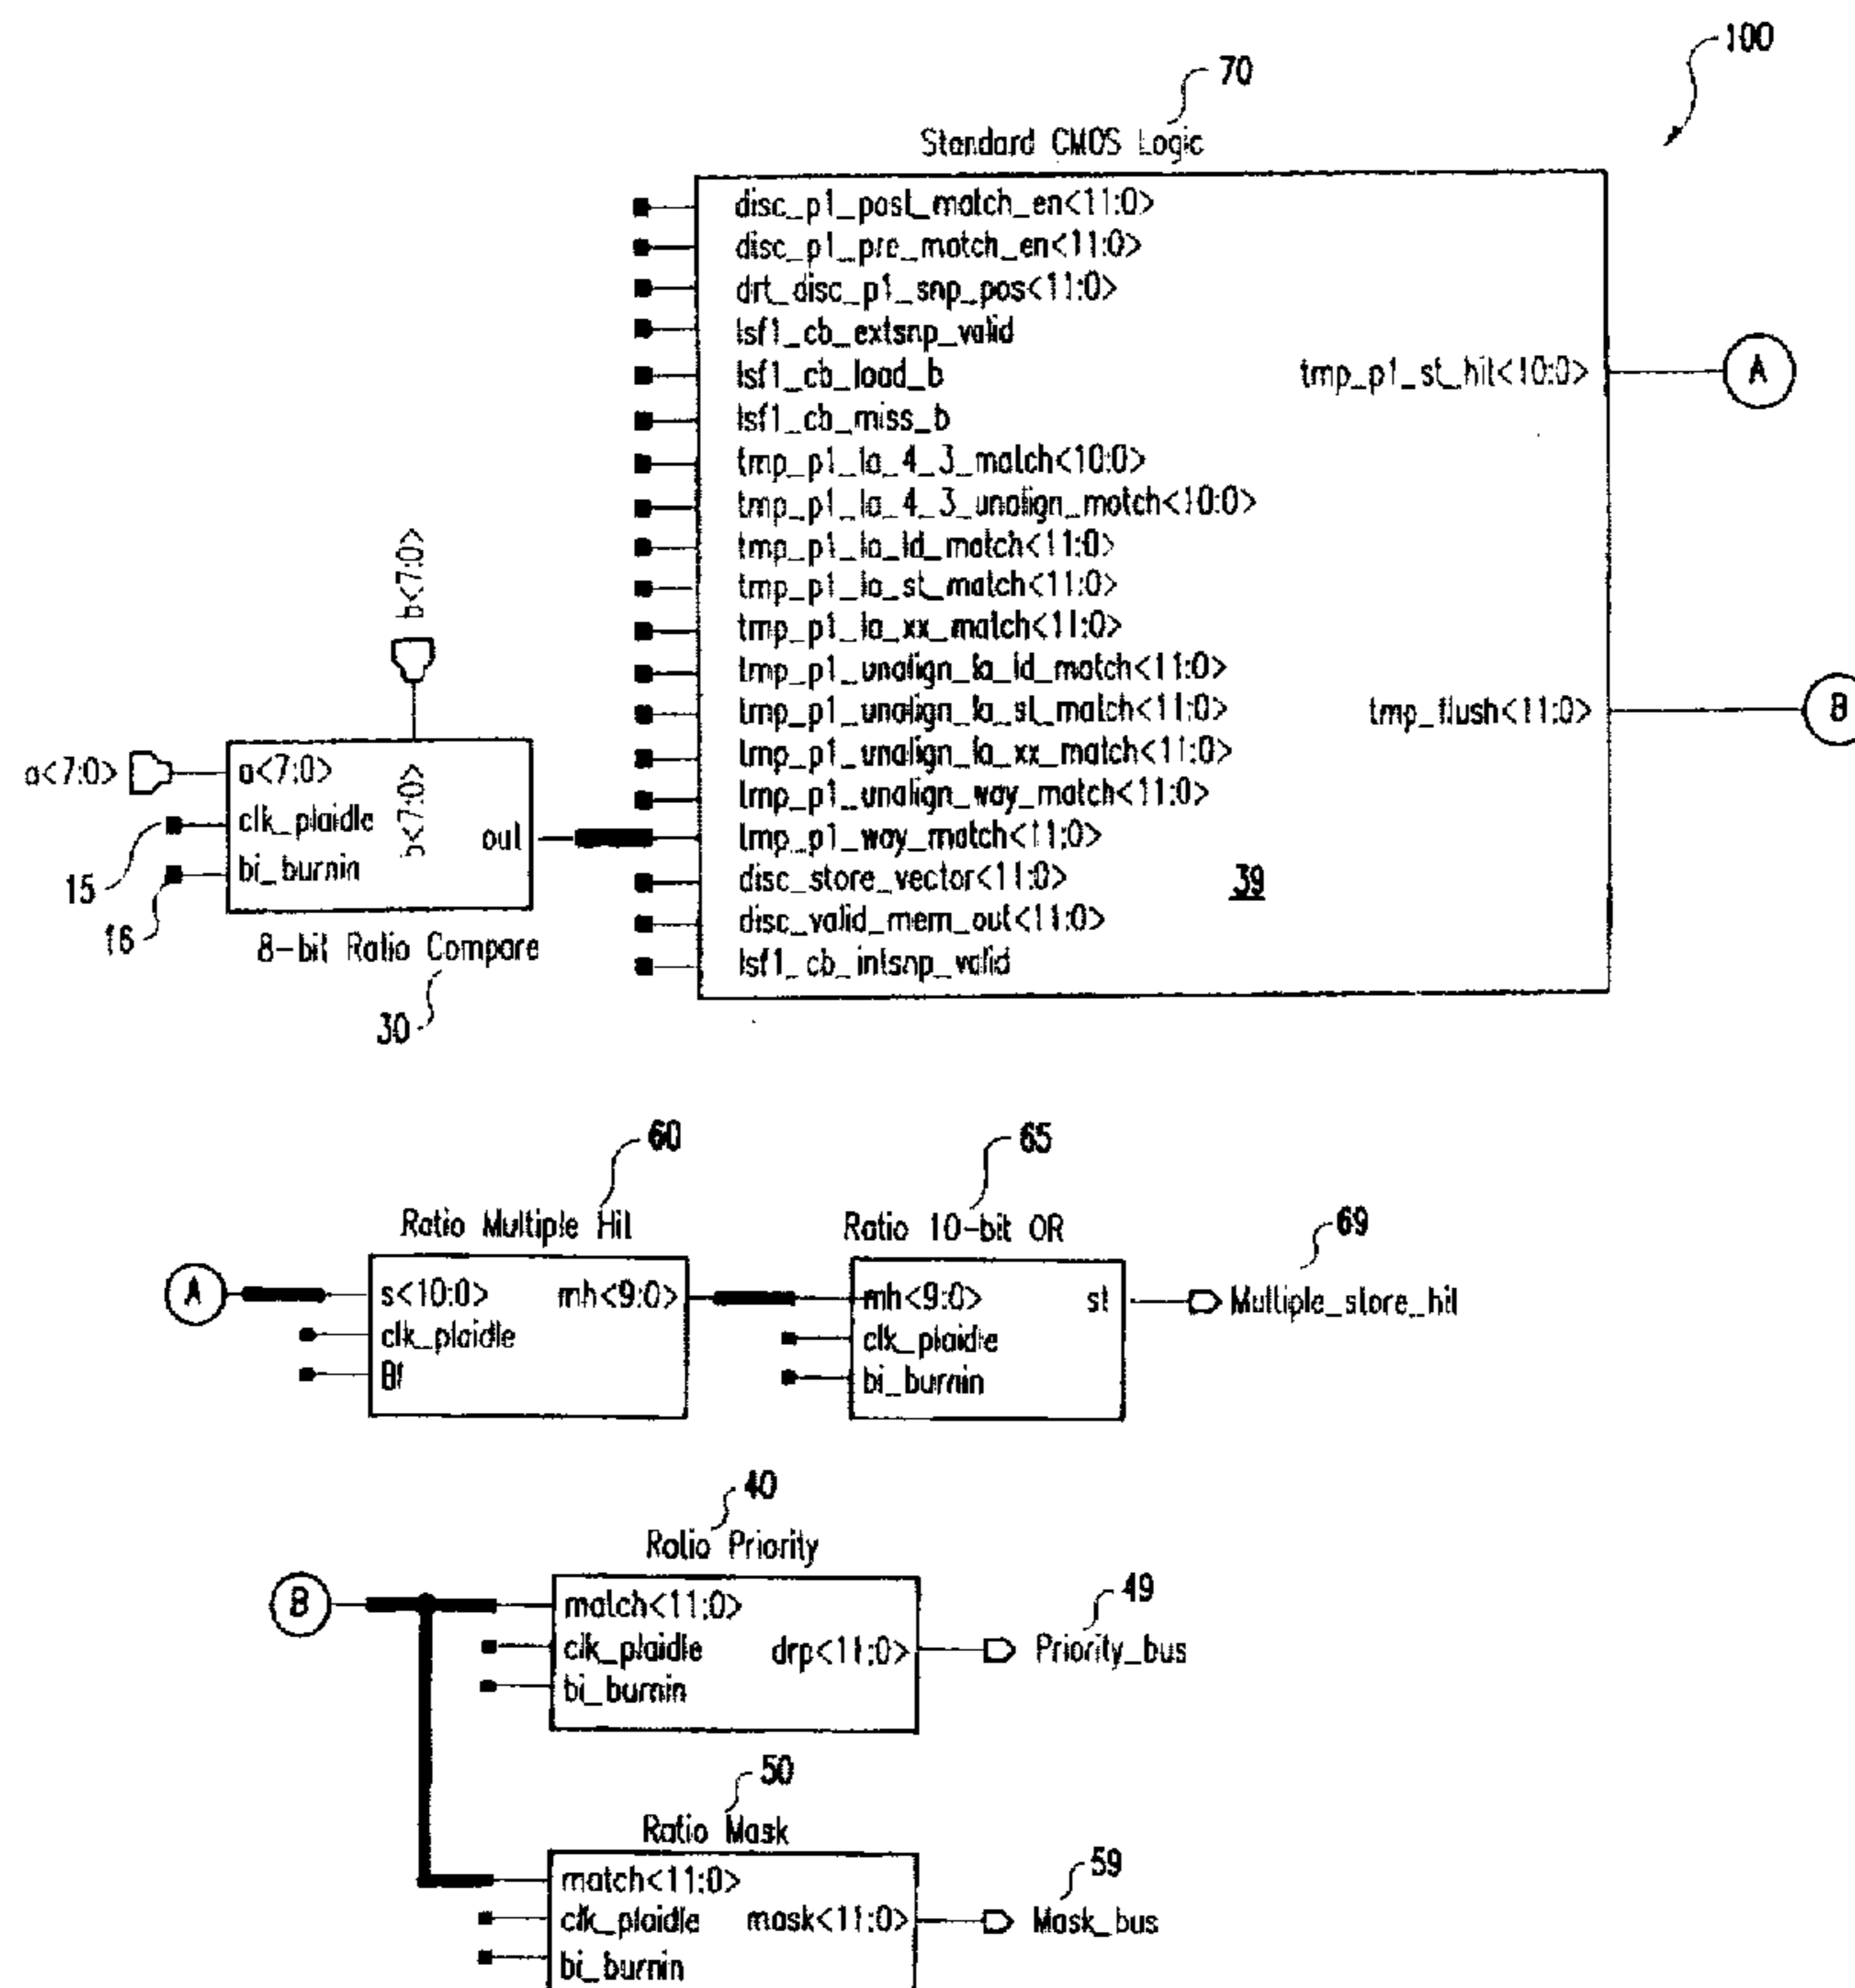 100
70
Standard CMOS Logic
disc_p1_post_match_en<11:0>
disc_p1_pre_match_en<11:0>
drt_disc_p1_snp_pos<11:0>
lsf1_cb_extsnp_valid
lsf1_cb_load_b
lsf1_cb_miss_b
tmp_p1_la_4_3_match<10:0>
tmp_p1_la_4_3_unalign_match<10:0>
tmp_p1_la_ld_match<11:0>
tmp_p1_la_st_match<11:0>
tmp_p1_la_xx_match<11:0>
tmp_p1_unalign_la_ld_match<11:0>
tmp_p1_unalign_la_st_match<11:0>
tmp_p1_unalign_la_xx_match<11:0>
tmp_p1_unalign_way_match<11:0>
tmp_p1_way_match<11:0>
disc_store_vector<11:0>
disc_valid_mem_out<11:0>
lsf1_cb_intsnp_valid
tmp_p1_st_hit<10:0>
A
tmp_flush<11:0>
B
39
b<7:0>
a<7:0>
a<7:0>
clk_plaidle
bi_burnin
b<7:0>
out
15
16
8-bit Ratio Compare
30
60
Ratio Multiple Hit
A
s<10:0>
mh<9:0>
clk_plaidle
BI
65
Ratio 10-bit OR
mh<9:0>
st
clk_plaidle
bi_burnin
69
Multiple_store_hit
40
Ratio Priority
B
match<11:0>
clk_plaidle
drp<11:0>
bi_burnin
49
Priority_bus
50
Ratio Mask
match<11:0>
clk_plaidle
mask<11:0>
bi_burnin
59
Mask_bus